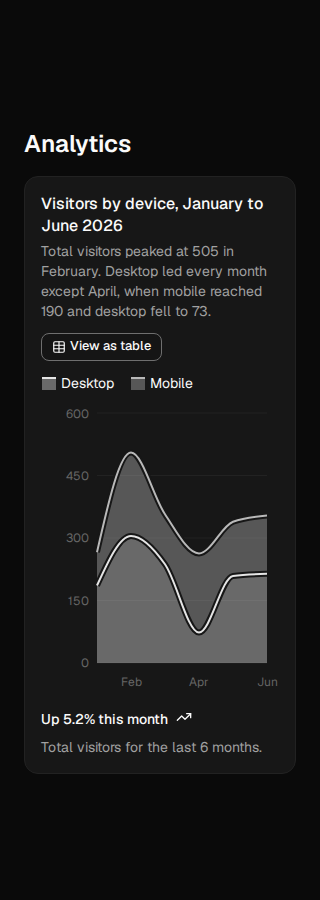 Analytics
Visitors by device, January to
June 2026
Total visitors peaked at 505 in
February. Desktop led every month
except April, when mobile reached
190 and desktop fell to 73.
View as table
Desktop Mobile
600
450
300
150
0
Feb Apr Jun
Up 5.2% this month
Total visitors for the last 6 months.